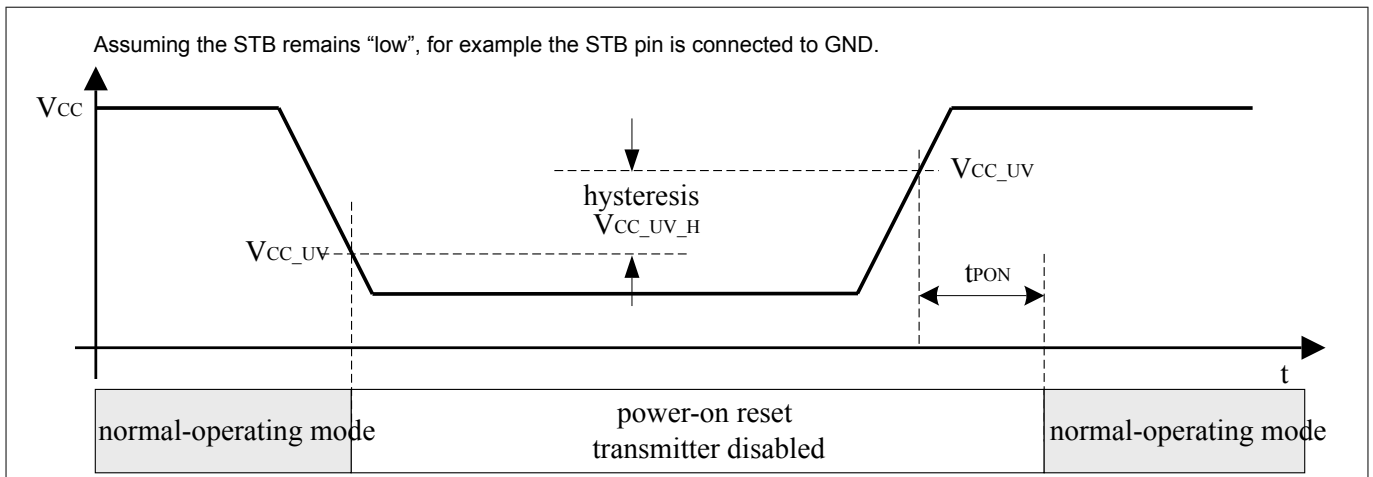 Assuming the STB remains “low”, for example the STB pin is connected to GND.
VCC
VCC_UV
hysteresis
VCC_UV_H
VCC_UV
tPON
t
normal-operating mode
power-on reset
transmitter disabled
normal-operating mode